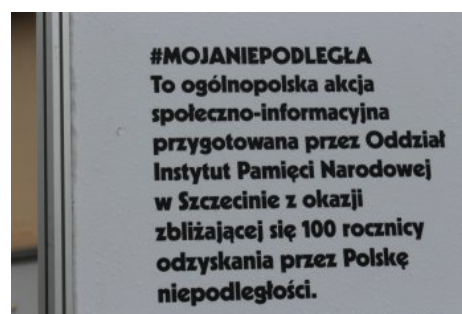 #MOJANIEPODLEGŁA
To ogólnopolska akcja
społeczno-informacyjna
przygotowana przez Oddział
Instytut Pamięci Narodowej
w Szczecinie z okazji
zbliżającej się 100 rocznicy
odzyskania przez Polskę
niepodległości.